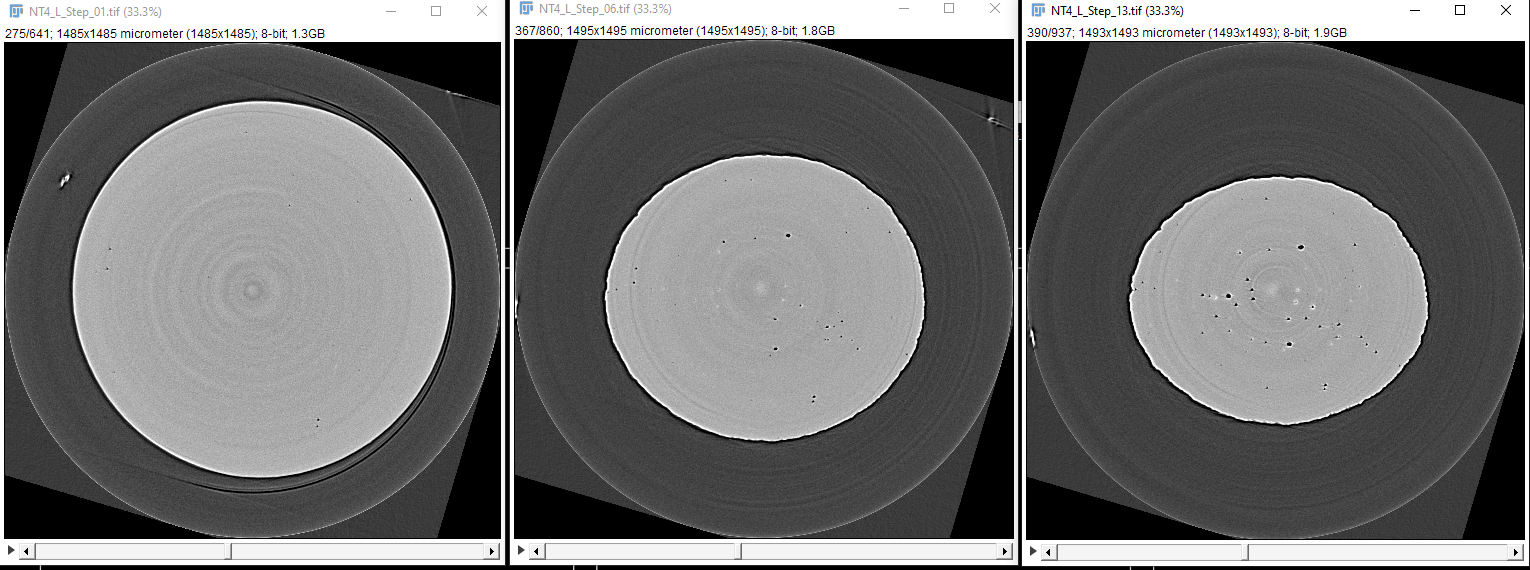 NT4_L_Step_01.tif (33.3%)
275/641; 1485x1485 micrometer (1485x1485); 8-bit; 1.3GB
NT4_L_Step_06.tif (33.3%)
367/860; 1495x1495 micrometer (1495x1495); 8-bit; 1.8GB
NT4_L_Step_13.tif (33.3%)
390/937; 1493x1493 micrometer (1493x1493); 8-bit; 1.9GB